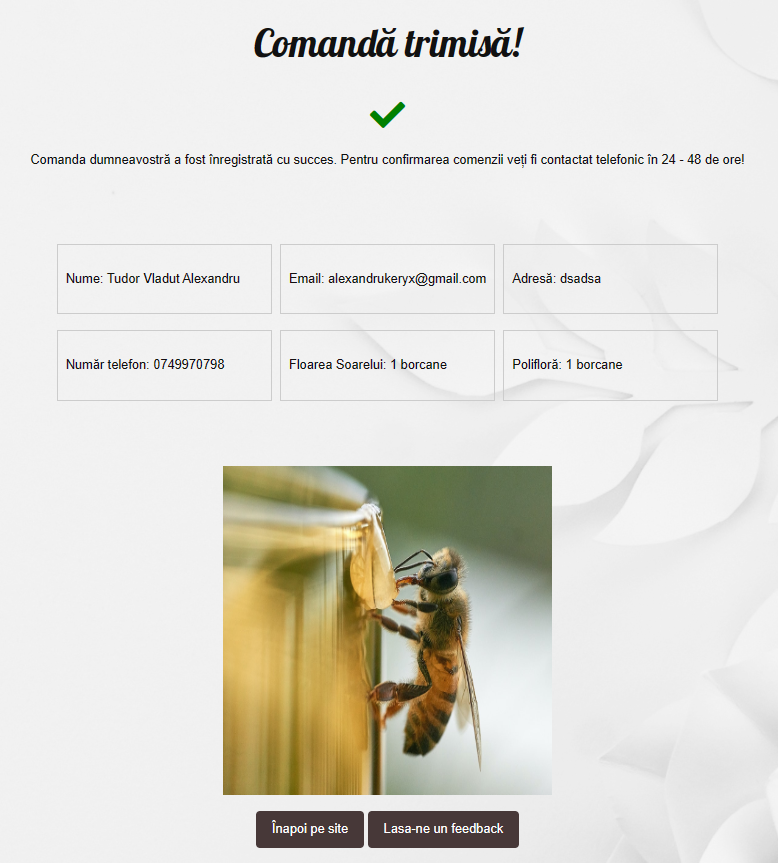 Comandă trimisă!
Comanda dumneavostră a fost înregistrată cu succes. Pentru confirmarea comenzii veți fi contactat telefonic în 24 - 48 de ore!
Nume: Tudor Vladut Alexandru
Email: alexandrukeryx@gmail.com
Adresă: dsadsa
Număr telefon: 0749970798
Floarea Soarelui: 1 borcane
Polifloră: 1 borcane
Înapoi pe site
Lasa-ne un feedback